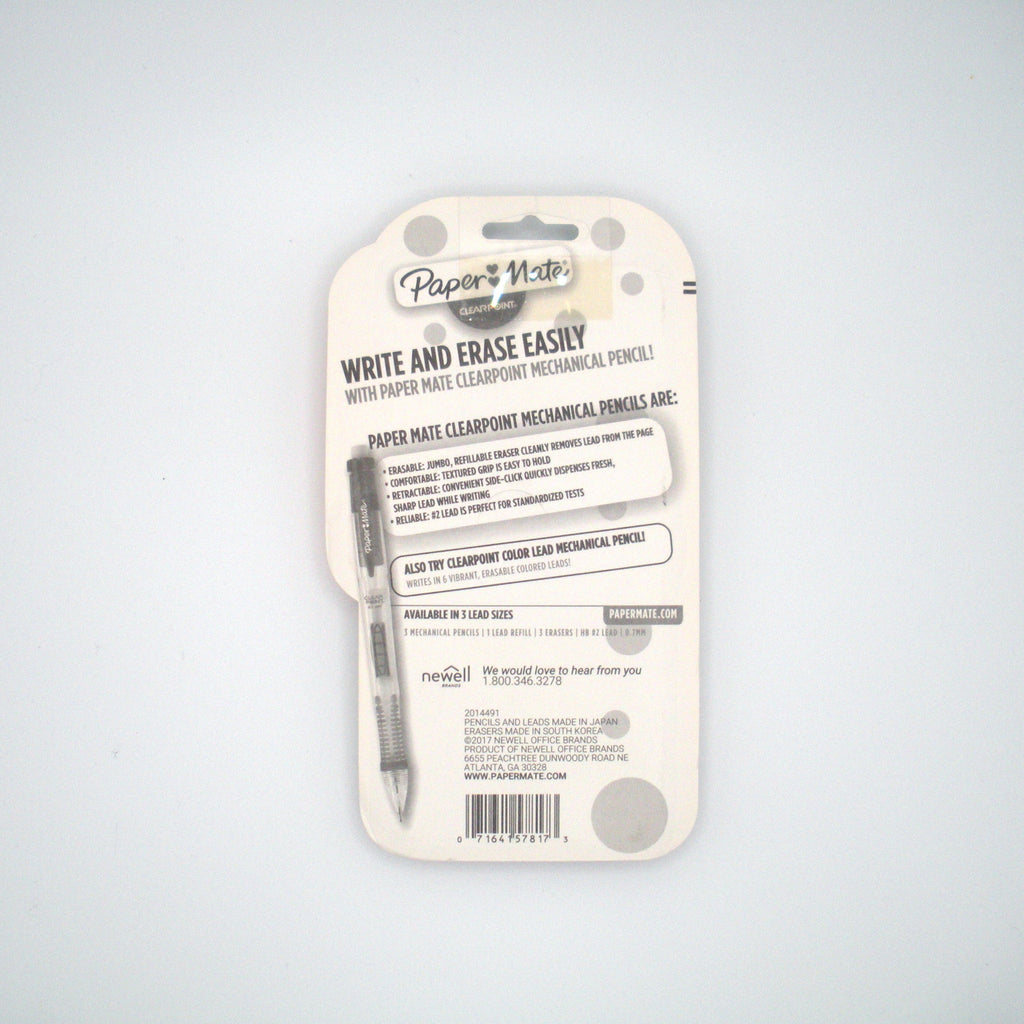 Paper Mate®
CLEARPOINT®
WRITE AND ERASE EASILY
WITH PAPER MATE CLEARPOINT MECHANICAL PENCIL!
PAPER MATE CLEARPOINT MECHANICAL PENCILS ARE:
• ERASABLE: JUMBO, REFILLABLE ERASER CLEANLY REMOVES LEAD FROM THE PAGE
• COMFORTABLE: TEXTURED GRIP IS EASY TO HOLD
• RETRACTABLE: CONVENIENT SIDE-CLICK QUICKLY DISPENSES FRESH,
SHARP LEAD WHILE WRITING
• RELIABLE: #2 LEAD IS PERFECT FOR STANDARDIZED TESTS
Paper Mate
ALSO TRY CLEARPOINT COLOR LEAD MECHANICAL PENCIL!
WRITES IN 6 VIBRANT, ERASABLE COLORED LEADS!
CLEAR
POINT
AVAILABLE IN 3 LEAD SIZES
PAPERMATE.COM
3 MECHANICAL PENCILS | 1 LEAD REFILL | 3 ERASERS | HB #2 LEAD | 0.7MM
newell
BRANDS
We would love to hear from you
1.800.346.3278
2014491
PENCILS AND LEADS MADE IN JAPAN
ERASERS MADE IN SOUTH KOREA
©2017 NEWELL OFFICE BRANDS
PRODUCT OF NEWELL OFFICE BRANDS
6655 PEACHTREE DUNWOODY ROAD NE
ATLANTA, GA 30328
WWW.PAPERMATE.COM
0 71641 57817 3